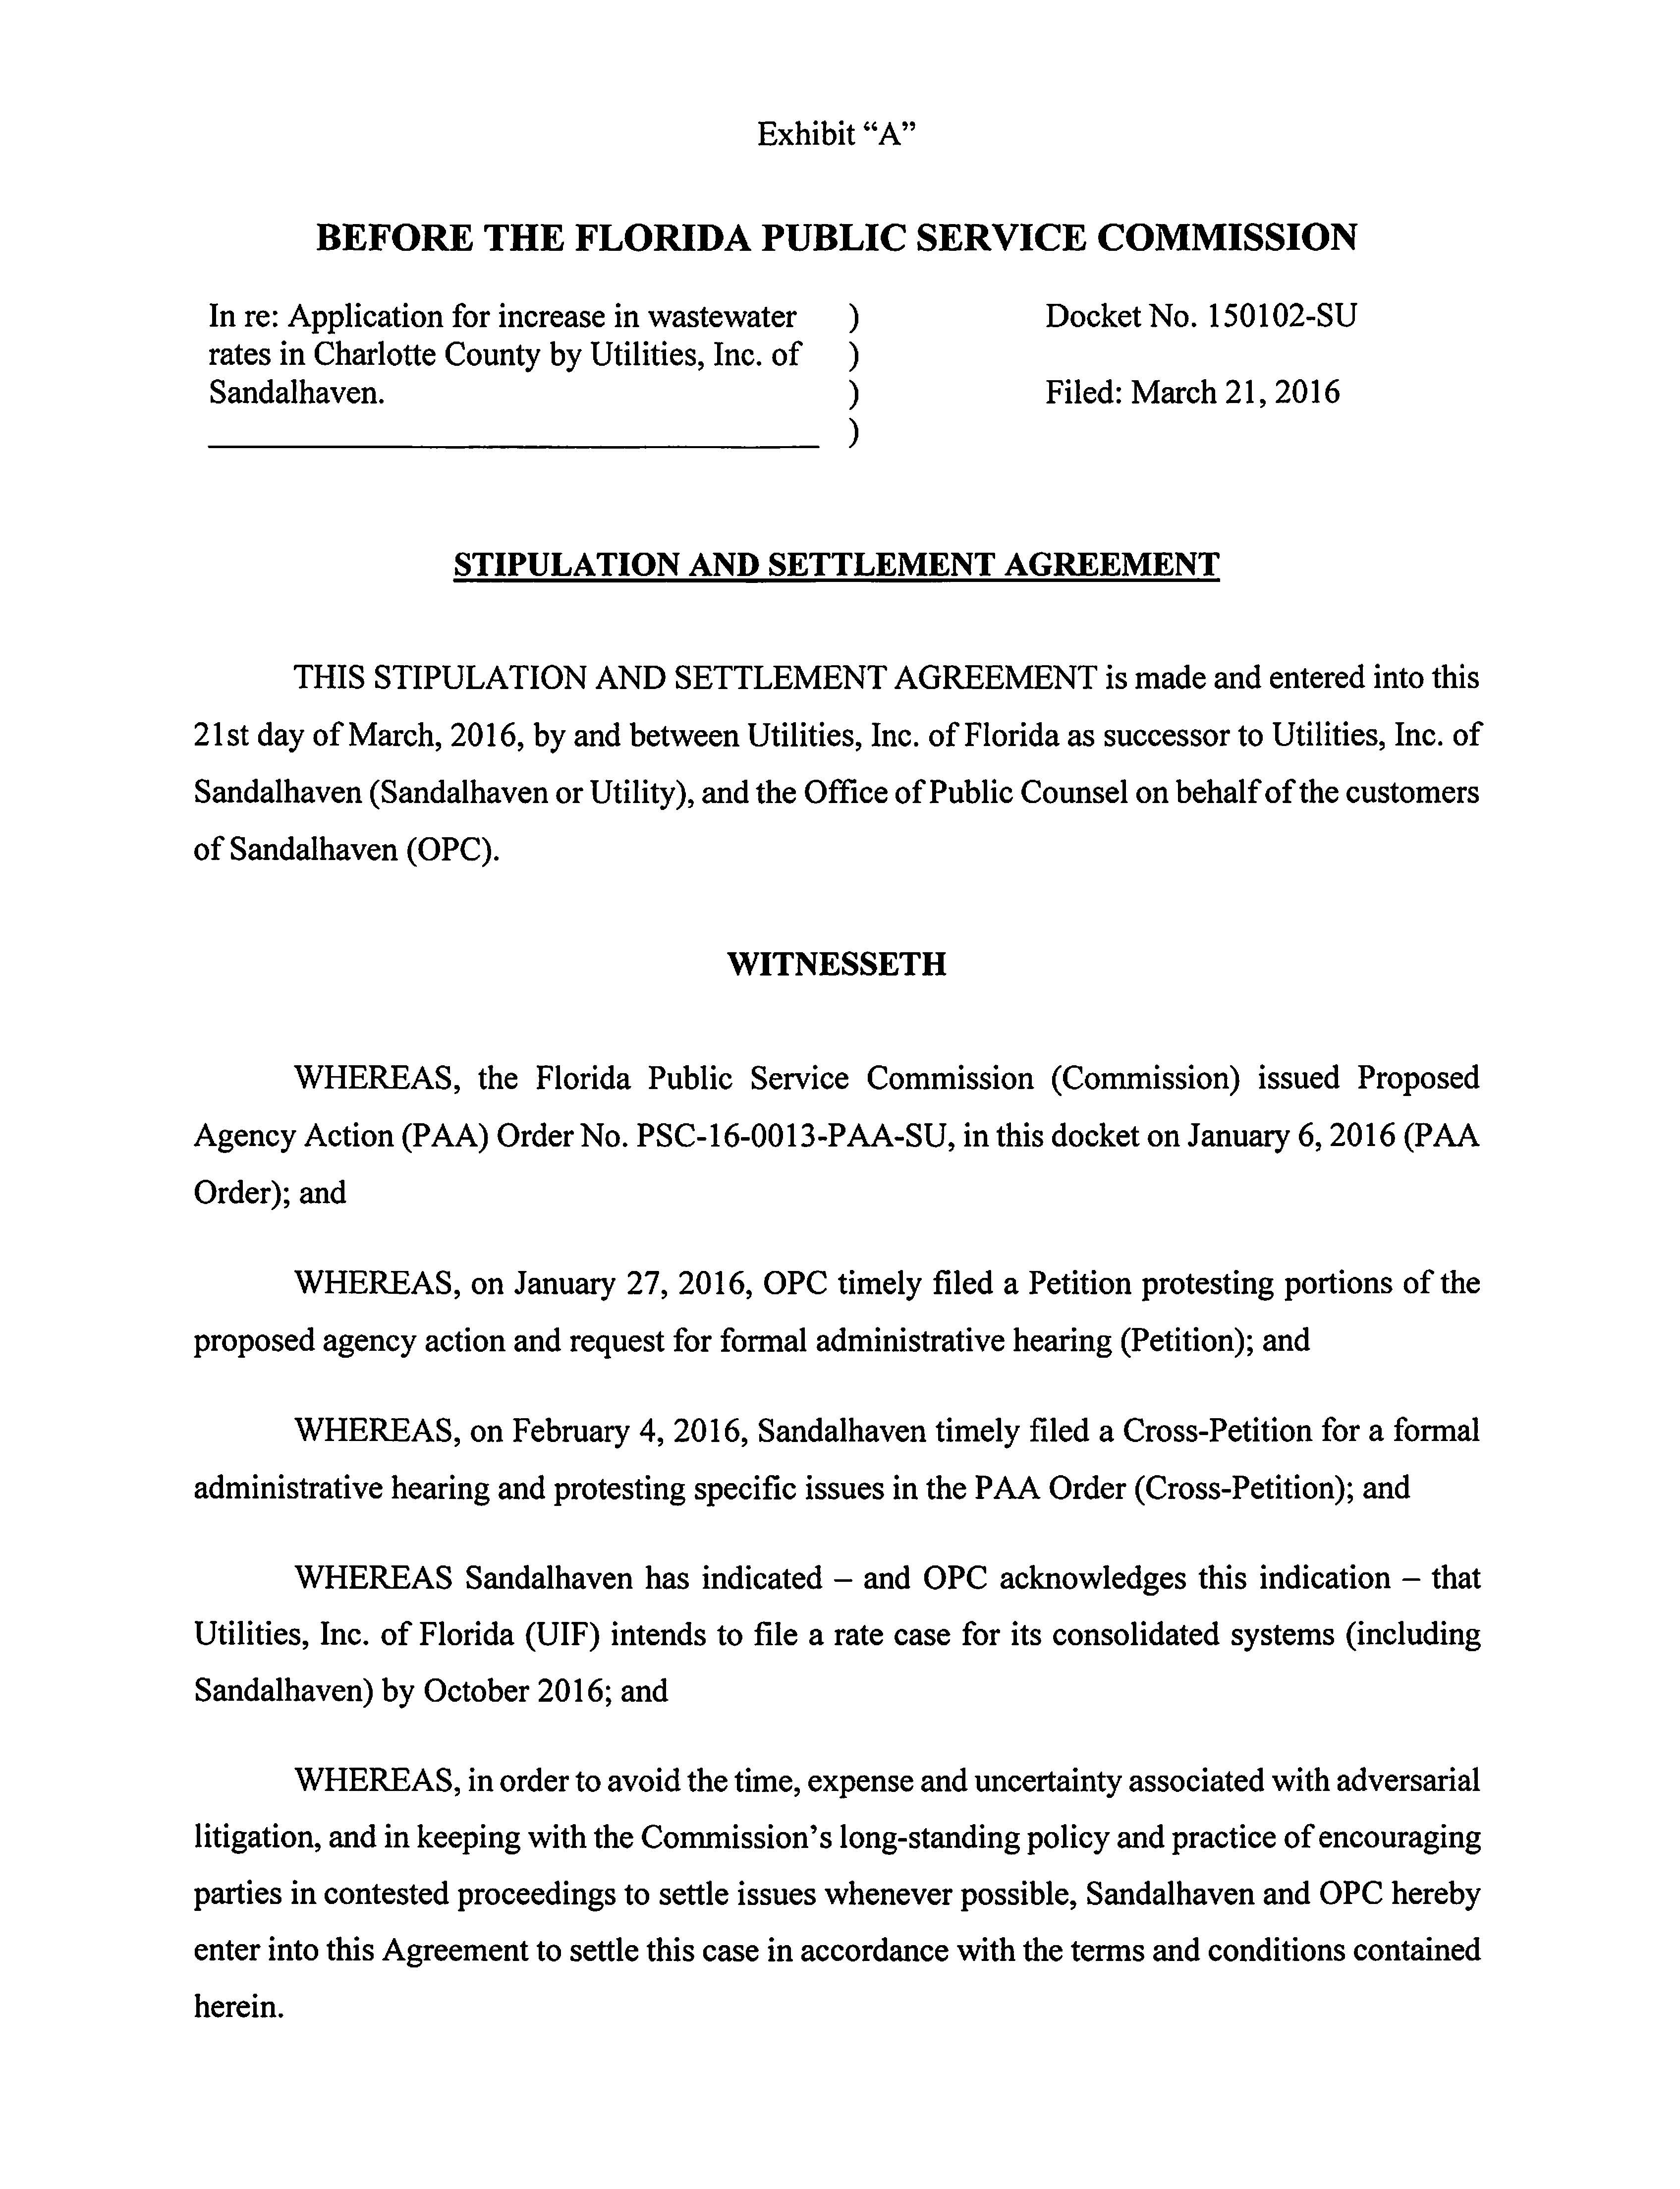 Exhibit “A”
BEFORE THE FLORIDA PUBLIC SERVICE COMMISSION
In re: Application for increase in wastewater ) Docket No. 150102-SU
rates in Charlotte County by Utilities, Inc. of )
Sandalhaven. ) Filed: March 21, 2016
)
STIPULATION AND SETTLEMENT AGREEMENT
THIS STIPULATION AND SETTLEMENT AGREEMENT is made and entered into this
21st day of March, 2016, by and between Utilities, Inc. of Florida as successor to Utilities, Inc. of
Sandalhaven (Sandalhaven or Utility), and the Office of Public Counsel on behalf of the customers
of Sandalhaven (OPC).
WITNESSETH
WHEREAS, the Florida Public Service Commission (Commission) issued Proposed
Agency Action (PAA) Order No. PSC-16-0013-PAA-SU, in this docket on January 6, 2016 (PAA
Order); and
WHEREAS, on January 27, 2016, OPC timely filed a Petition protesting portions of the
proposed agency action and request for formal administrative hearing (Petition); and
WHEREAS, on February 4, 2016, Sandalhaven timely filed a Cross-Petition for a formal
administrative hearing and protesting specific issues in the PAA Order (Cross-Petition); and
WHEREAS Sandalhaven has indicated – and OPC acknowledges this indication – that
Utilities, Inc. of Florida (UIF) intends to file a rate case for its consolidated systems (including
Sandalhaven) by October 2016; and
WHEREAS, in order to avoid the time, expense and uncertainty associated with adversarial
litigation, and in keeping with the Commission’s long-standing policy and practice of encouraging
parties in contested proceedings to settle issues whenever possible, Sandalhaven and OPC hereby
enter into this Agreement to settle this case in accordance with the terms and conditions contained
herein.